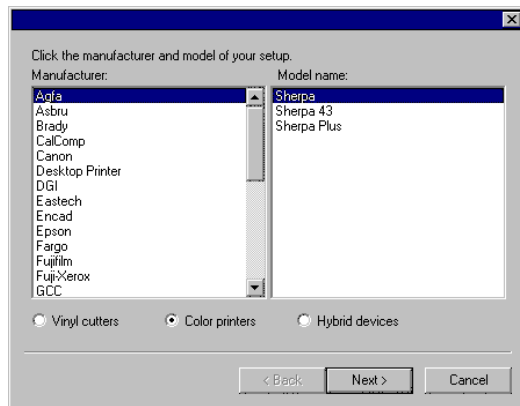 Click the manufacturer and model of your setup.
Manufacturer:
Model name:
Agfa
Asbru
Brady
CalComp
Canon
Desktop Printer
DGI
Eastech
Encad
Epson
Fargo
Fujifilm
Fuji-Xerox
GCC
Sherpa
Sherpa 43
Sherpa Plus
Vinyl cutters
Color printers
Hybrid devices
< Back
Next >
Cancel